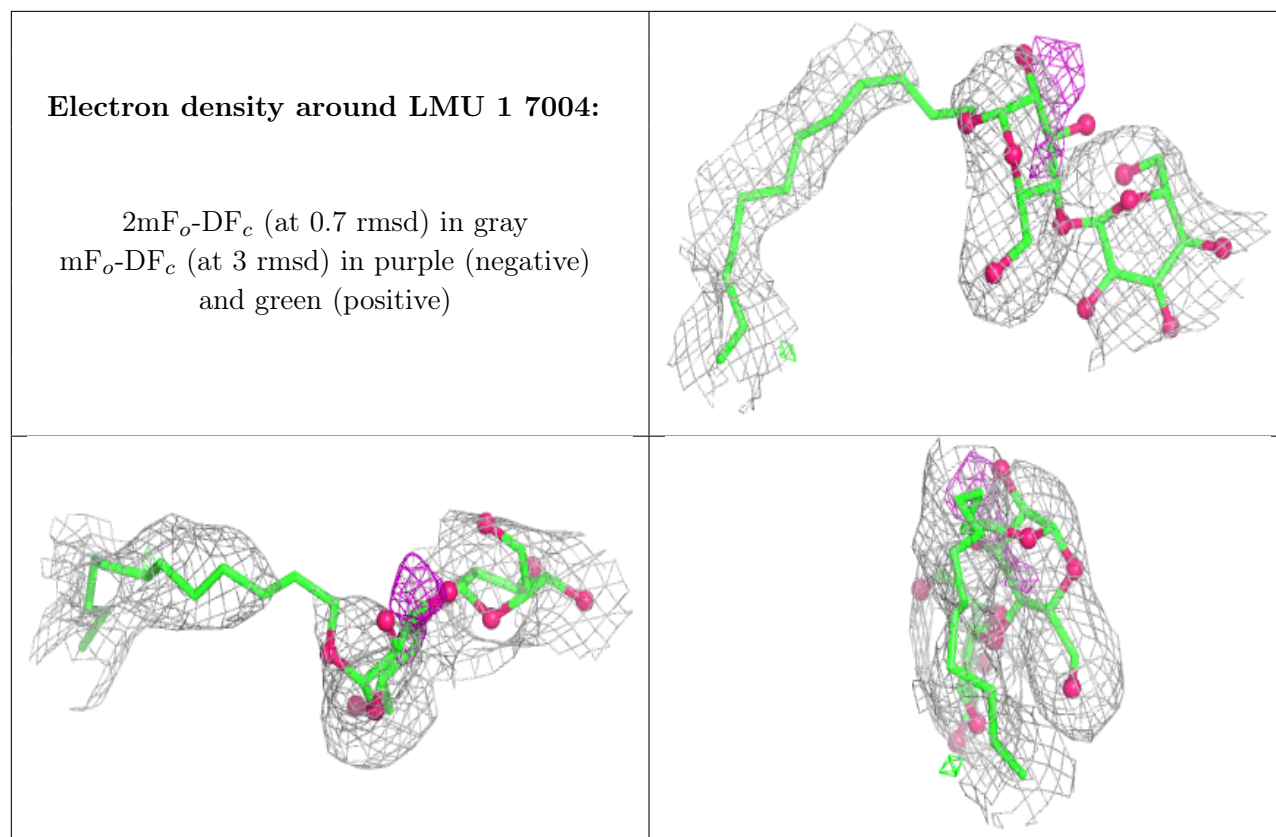 Electron density around LMU 1 7004:
2mFₒ-DF𝒸 (at 0.7 rmsd) in gray
mFₒ-DF𝒸 (at 3 rmsd) in purple (negative)
and green (positive)